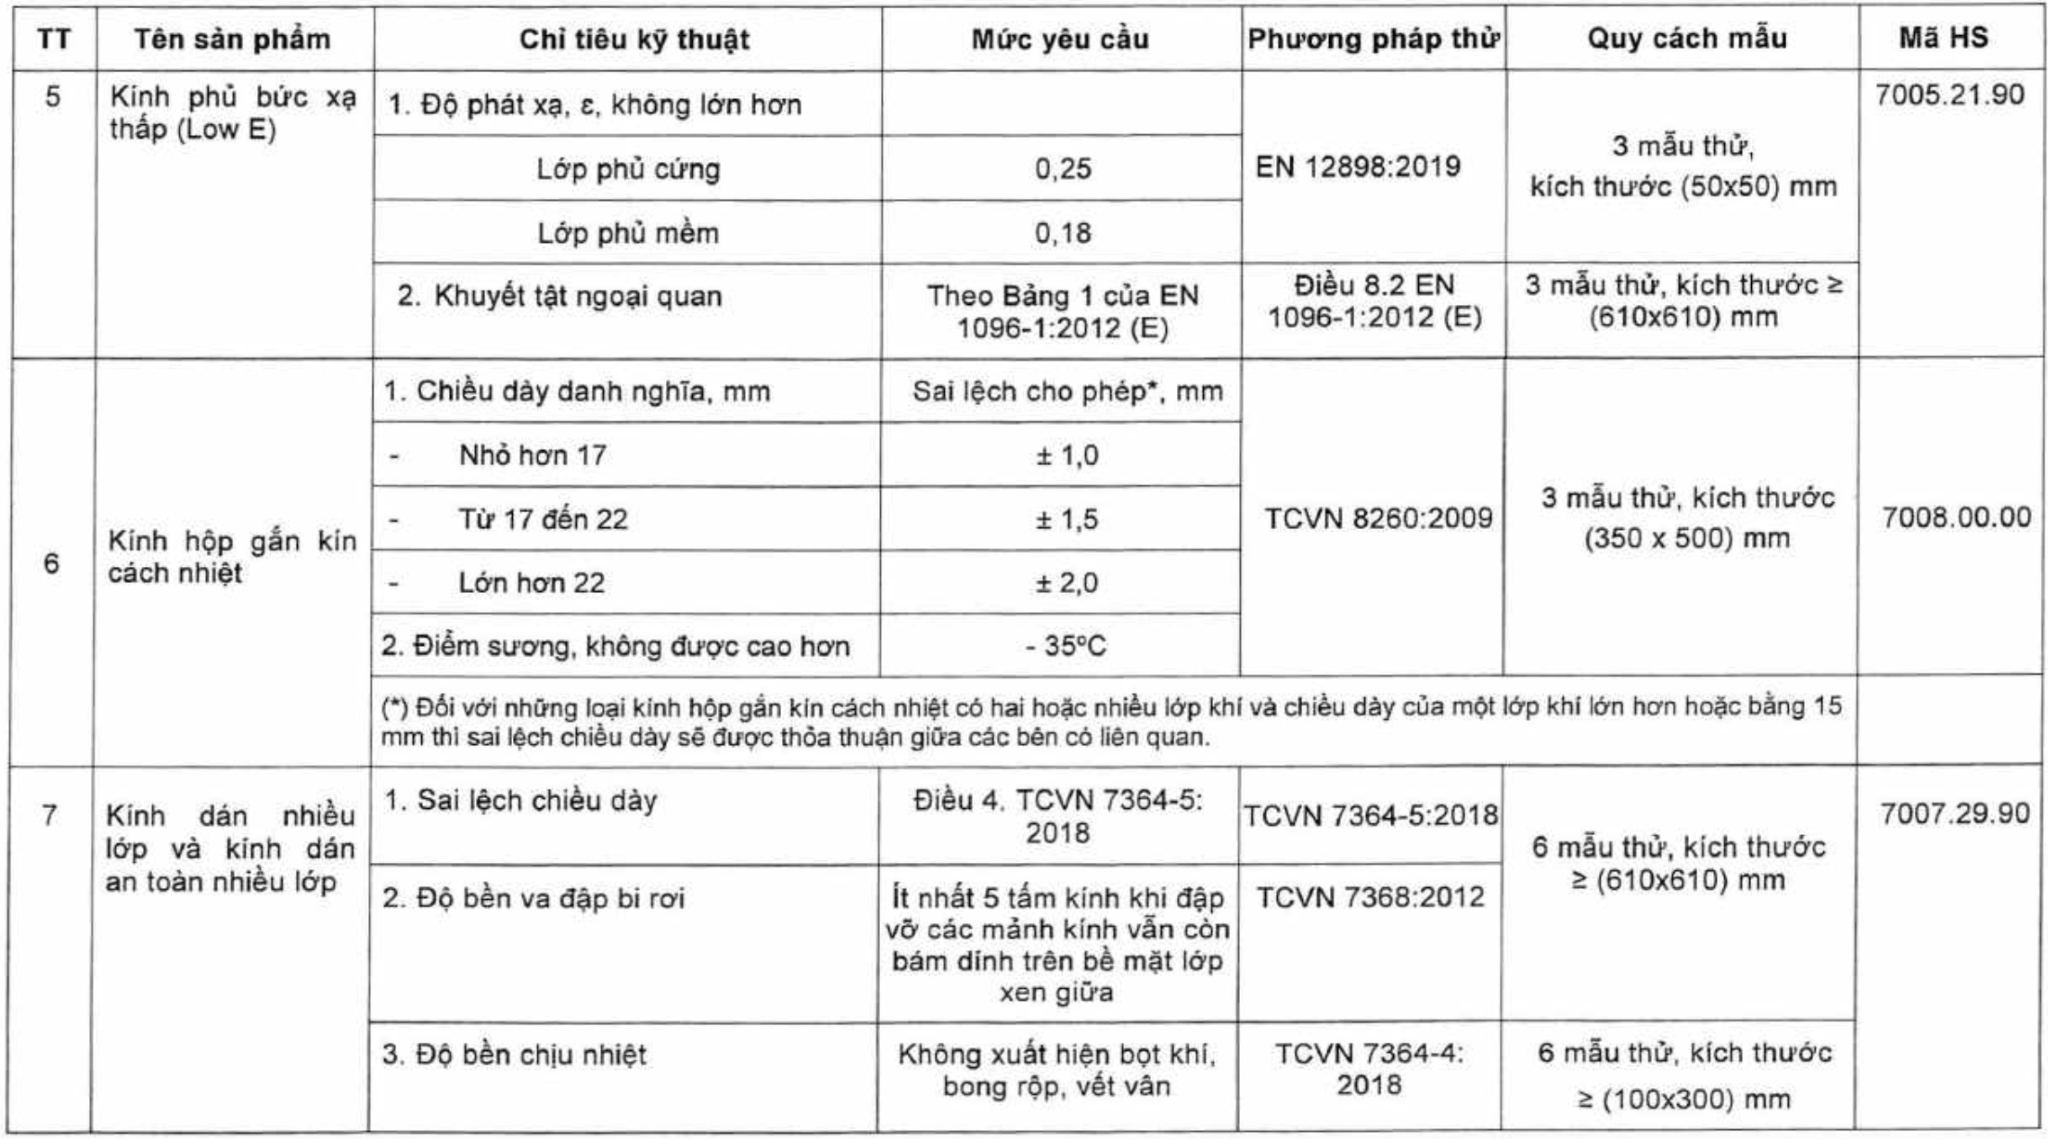 TT
Tên sản phẩm
Chỉ tiêu kỹ thuật
Mức yêu cầu
Phương pháp thử
Quy cách mẫu
Mã HS
5
Kính phủ bức xạ
thấp (Low E)
1. Độ phát xạ, ε, không lớn hơn
EN 12898:2019
3 mẫu thử,
kích thước (50x50) mm
7005.21.90
Lớp phủ cứng
0,25
Lớp phủ mềm
0,18
2. Khuyết tật ngoại quan
Theo Bảng 1 của EN
1096-1:2012 (E)
Điều 8.2 EN
1096-1:2012 (E)
3 mẫu thử, kích thước ≥
(610x610) mm
6
Kính hộp gắn kín
cách nhiệt
1. Chiều dày danh nghĩa, mm
Sai lệch cho phép*, mm
TCVN 8260:2009
3 mẫu thử, kích thước
(350 x 500) mm
7008.00.00
- Nhỏ hơn 17
± 1,0
- Từ 17 đến 22
± 1,5
- Lớn hơn 22
± 2,0
2. Điểm sương, không được cao hơn
- 35ºC
(*) Đối với những loại kính hộp gắn kín cách nhiệt có hai hoặc nhiều lớp khí và chiều dày của một lớp khí lớn hơn hoặc bằng 15
mm thì sai lệch chiều dày sẽ được thỏa thuận giữa các bên có liên quan.
7
Kính dán nhiều
lớp và kính dán
an toàn nhiều lớp
1. Sai lệch chiều dày
Điều 4. TCVN 7364-5:
2018
TCVN 7364-5:2018
6 mẫu thử, kích thước
≥ (610x610) mm
7007.29.90
2. Độ bền va đập bi rơi
Ít nhất 5 tấm kính khi đập
vỡ các mảnh kính vẫn còn
bám dính trên bề mặt lớp
xen giữa
TCVN 7368:2012
3. Độ bền chịu nhiệt
Không xuất hiện bọt khí,
bong rộp, vết vân
TCVN 7364-4:
2018
6 mẫu thử, kích thước
≥ (100x300) mm